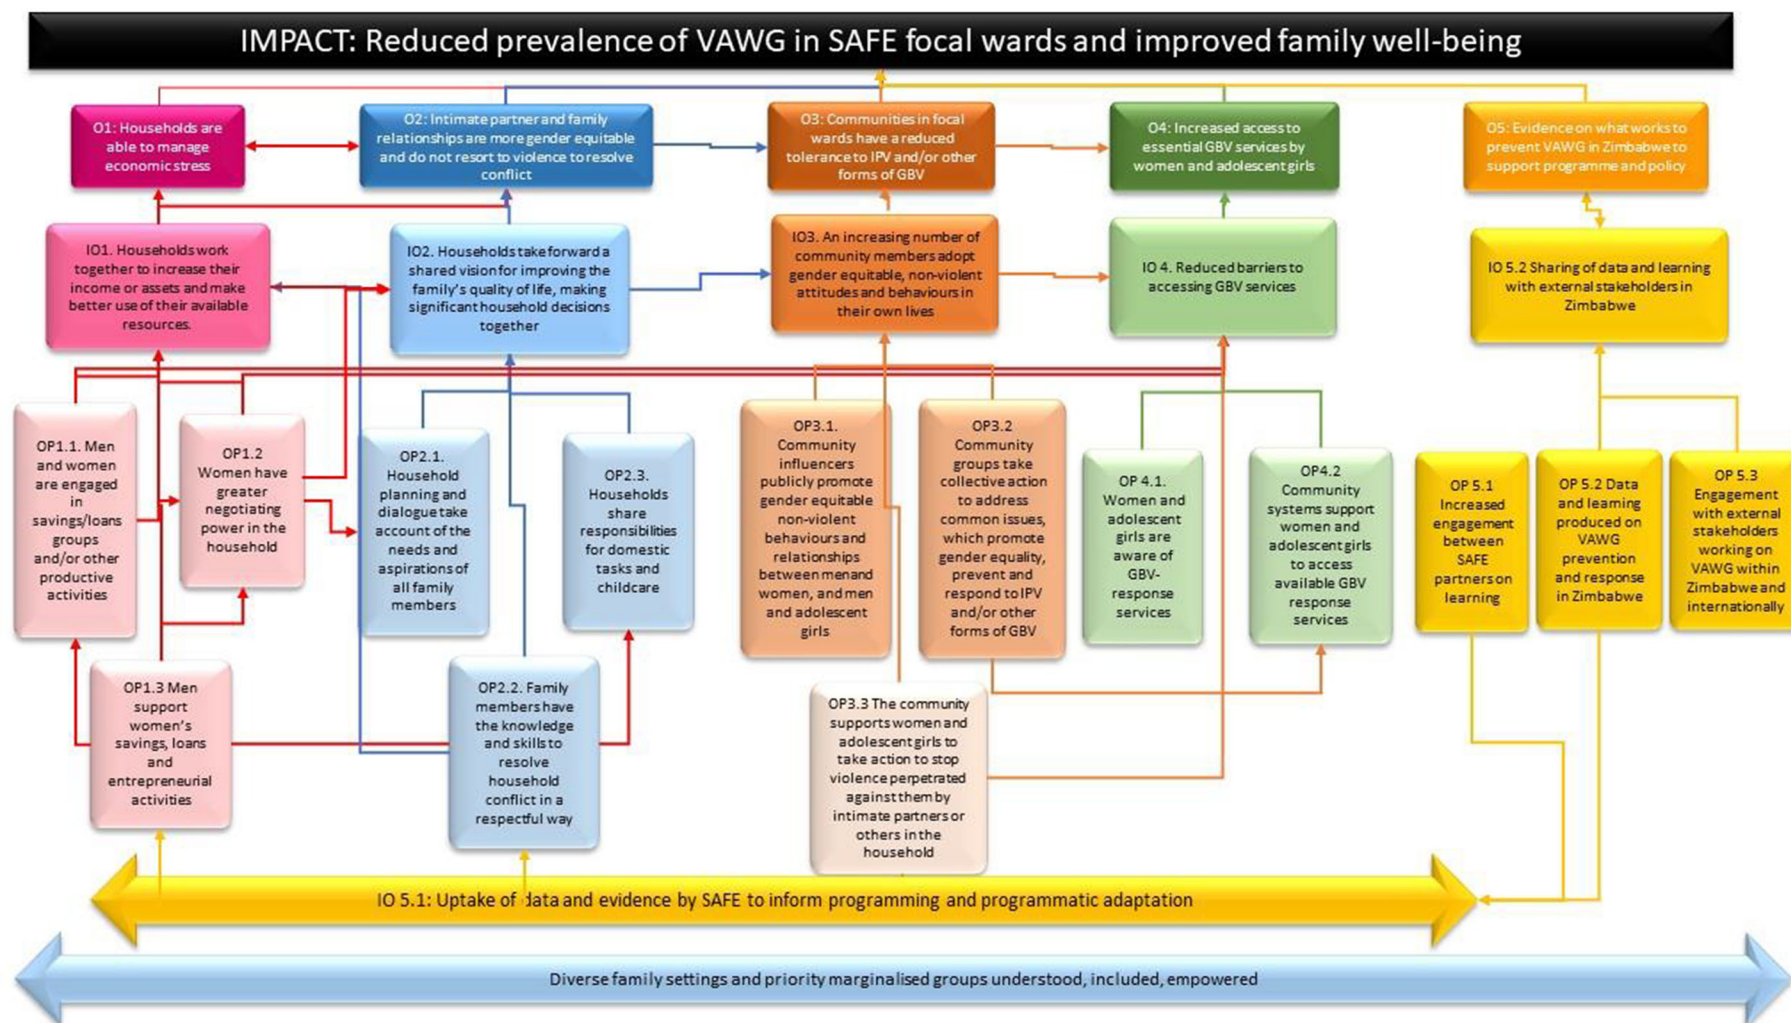 IMPACT: Reduced prevalence of VAWG in SAFE focal wards and improved family well-being
O1: Households are
able to manage
economic stress
O2: Intimate partner and family
relationships are more gender equitable
and do not resort to violence to resolve
conflict
O3: Communities in focal
wards have a reduced
tolerance to IPV and/or other
forms of GBV
O4: Increased access to
essential GBV services by
women and adolescent girls
O5: Evidence on what works to
prevent VAWG in Zimbabwe to
support programme and policy
IO1. Households work
together to increase their
income or assets and make
better use of their available
resources.
IO2. Households take forward a
shared vision for improving the
family's quality of life, making
significant household decisions
together
IO3. An increasing number of
community members adopt
gender equitable, non-violent
attitudes and behaviours in
their own lives
IO 4. Reduced barriers to
accessing GBV services
IO 5.2 Sharing of data and learning
with external stakeholders in
Zimbabwe
OP1.1. Men
and women
are engaged
in
savings/loans
groups
and/or other
productive
activities
OP1.2
Women have
greater
negotiating
power in the
household
OP2.1.
Household
planning and
dialogue take
account of the
needs and
aspirations of
all family
members
OP2.3.
Households
share
responsibilities
for domestic
tasks and
childcare
OP3.1.
Community
influencers
publicly promote
gender equitable
non-violent
behaviours and
relationships
between menand
women, and men
and adolescent
girls
OP3.2
Community
groups take
collective action
to address
common issues,
which promote
gender equality,
prevent and
respond to IPV
and/or other
forms of GBV
OP 4.1.
Women and
adolescent
girls are
aware of
GBV-
response
services
OP4.2
Community
systems support
women and
adolescent girls
to access
available GBV
response
services
OP 5.1
Increased
engagement
between
SAFE
partners on
learning
OP 5.2 Data
and learning
produced on
VAWG
prevention
and response
in Zimbabwe
OP 5.3
Engagement
with external
stakeholders
working on
VAWG within
Zimbabwe and
internationally
OP1.3 Men
support
women's
savings, loans
and
entrepreneurial
activities
OP2.2. Family
members have
the knowledge
and skills to
resolve
household
conflict in a
respectful way
OP3.3 The community
supports women and
adolescent girls to
take action to stop
violence perpetrated
against them by
intimate partners or
others in the
household
IO 5.1: Uptake of data and evidence by SAFE to inform programming and programmatic adaptation
Diverse family settings and priority marginalised groups understood, included, empowered